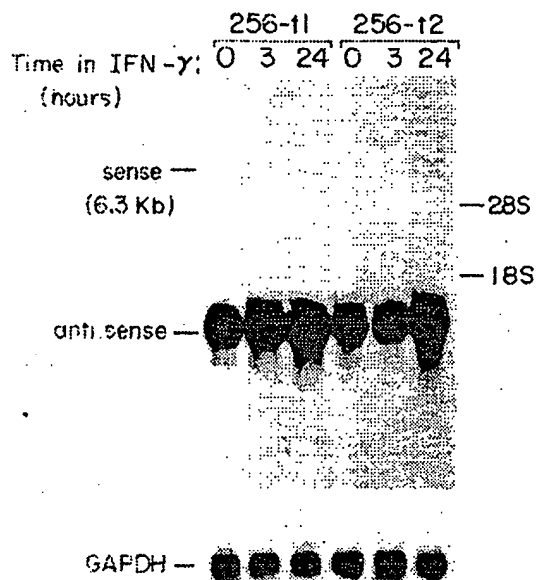 256-t1 256-t2
Time in IFN-γ: 0 3 24 0 3 24
(hours)
sense —
(6.3 Kb) — 28S
— 18S
anti sense —
GAPDH —